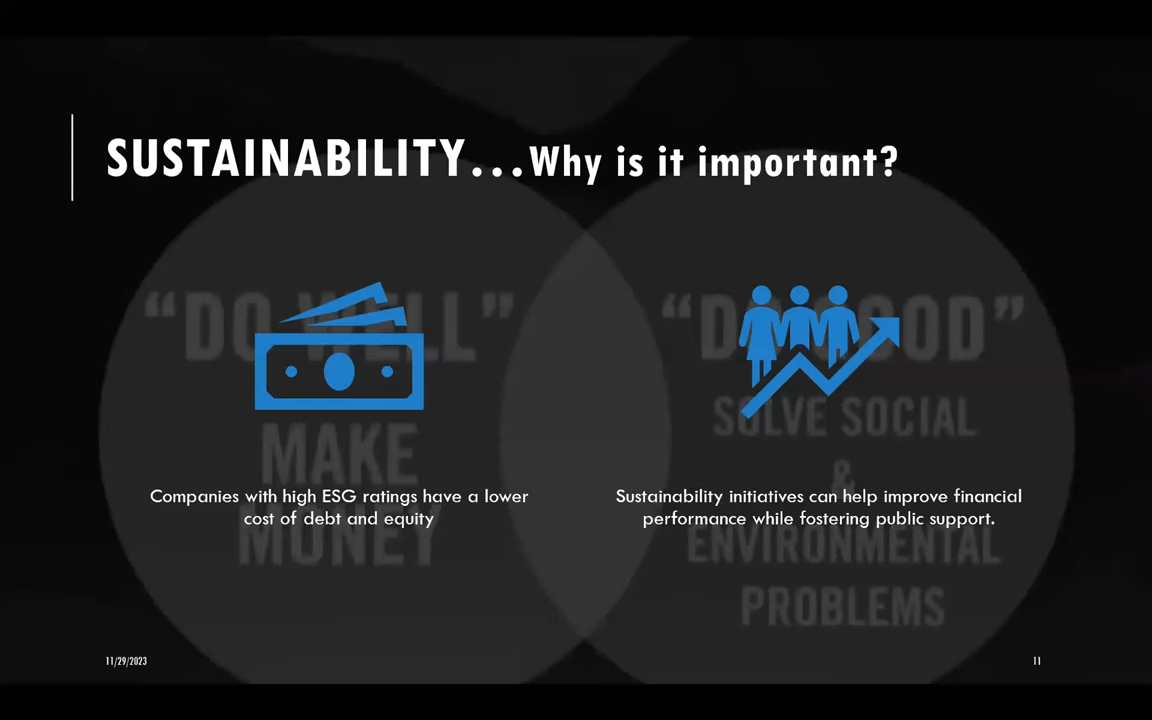 SUSTAINABILITY...Why is it important?
“DO WELL”
MAKE
MONEY
Companies with high ESG ratings have a lower
cost of debt and equity
“DO GOOD”
SOLVE SOCIAL
&
ENVIRONMENTAL
PROBLEMS
Sustainability initiatives can help improve financial
performance while fostering public support.
11/29/2023
11